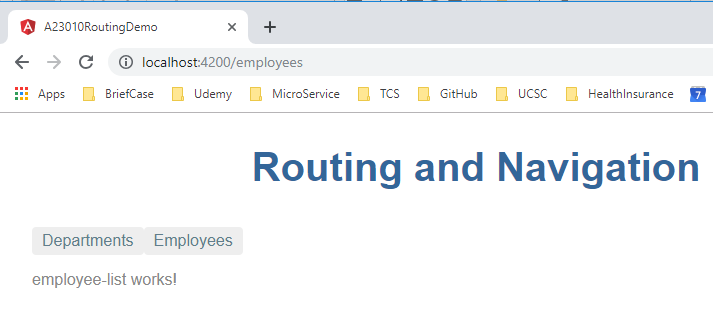 A23010RoutingDemo
localhost:4200/employees
Apps BriefCase Udemy MicroService TCS GitHub UCSC HealthInsurance 7
Routing and Navigation
Departments Employees
employee-list works!